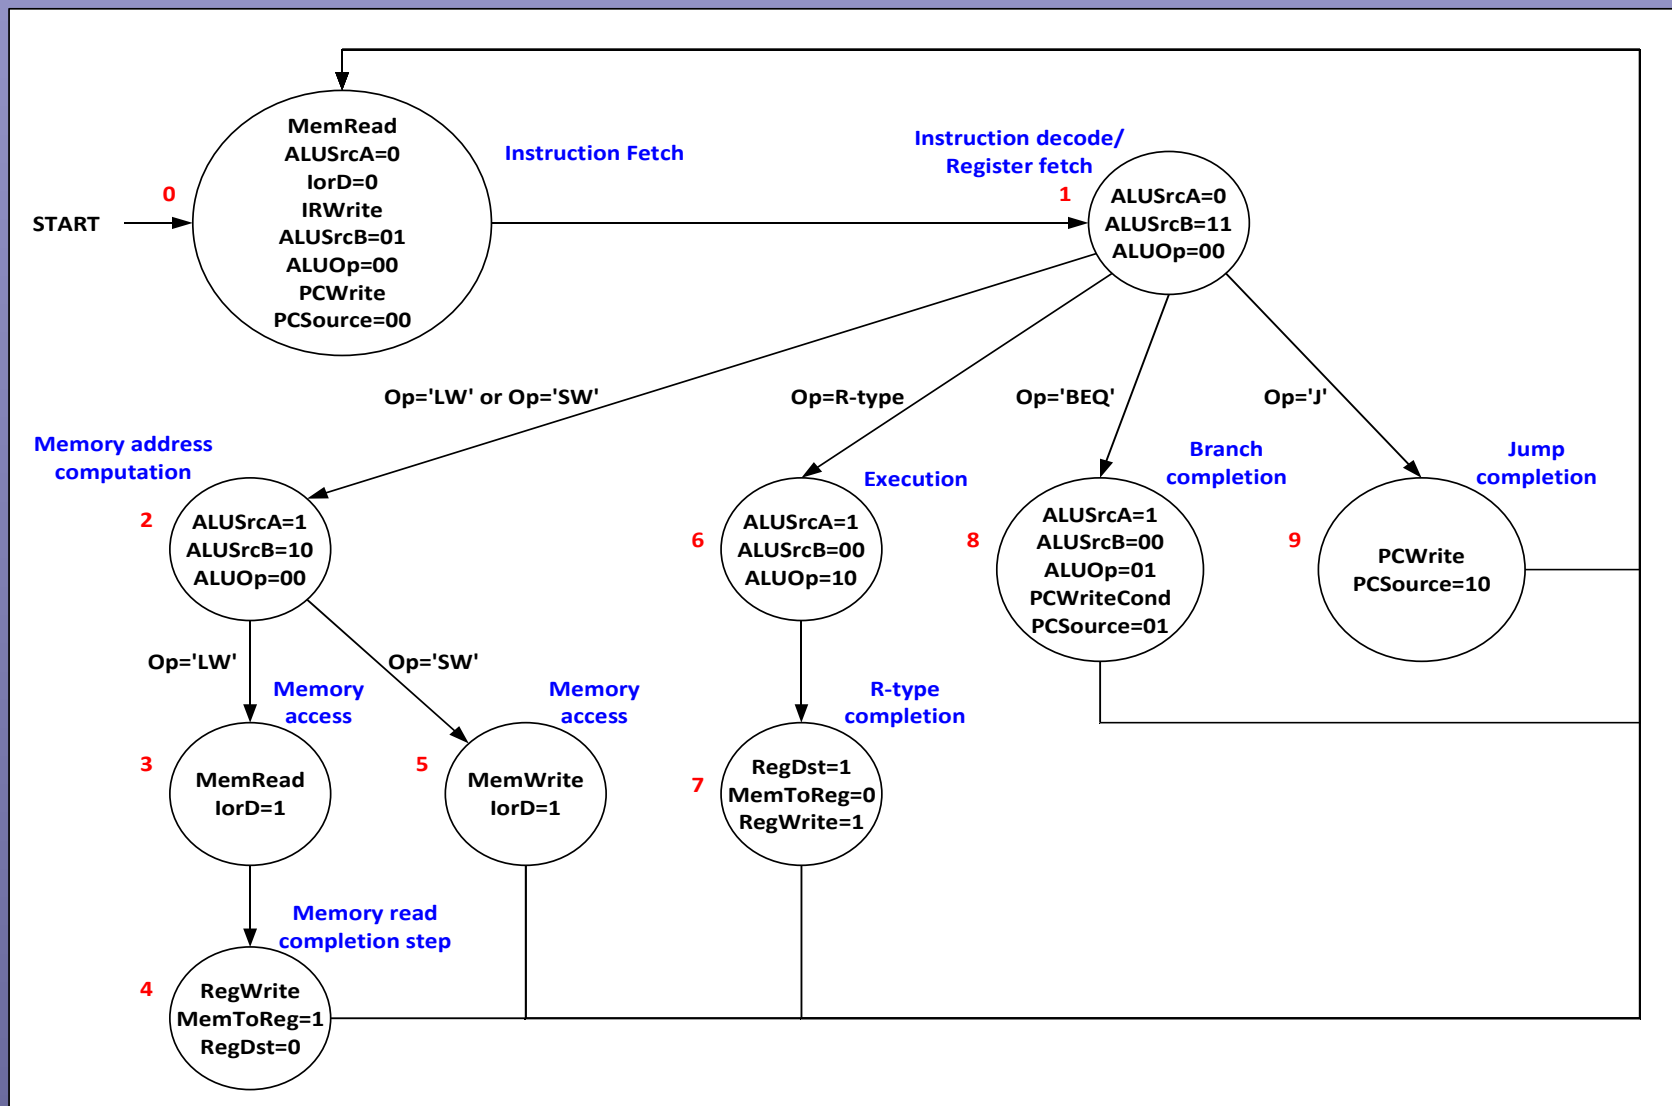 START
0
MemRead
ALUSrcA=0
IorD=0
IRWrite
ALUSrcB=01
ALUOp=00
PCWrite
PCSource=00
Instruction Fetch
Instruction decode/
Register fetch
1
ALUSrcA=0
ALUSrcB=11
ALUOp=00
Op='LW' or Op='SW'
Op=R-type
Op='BEQ'
Op='J'
Memory address
computation
2
ALUSrcA=1
ALUSrcB=10
ALUOp=00
Execution
6
ALUSrcA=1
ALUSrcB=00
ALUOp=10
Branch
completion
8
ALUSrcA=1
ALUSrcB=00
ALUOp=01
PCWriteCond
PCSource=01
Jump
completion
9
PCWrite
PCSource=10
Op='LW'
Op='SW'
Memory
access
3
MemRead
IorD=1
Memory
access
5
MemWrite
IorD=1
R-type
completion
7
RegDst=1
MemToReg=0
RegWrite=1
Memory read
completion step
4
RegWrite
MemToReg=1
RegDst=0